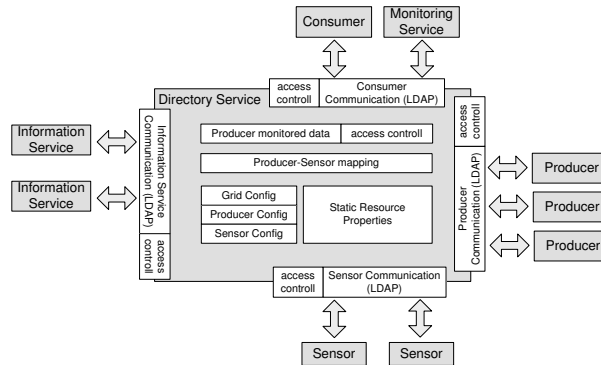 Consumer
Monitoring
Service
access
controll
Consumer
Communication (LDAP)
Directory Service
Producer monitored data
access controll
Producer-Sensor mapping
Grid Config
Producer Config
Sensor Config
Static Resource
Properties
Information
Service
Information
Service
Information Service
Communication (LDAP)
access
controll
access
controll
Producer
Communication (LDAP)
Producer
Producer
Producer
access
controll
Sensor Communication
(LDAP)
Sensor
Sensor